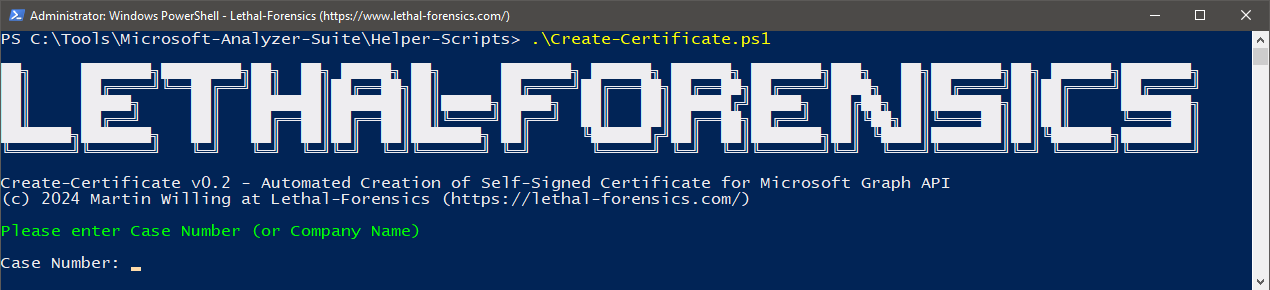 Administrator: Windows PowerShell - Lethal-Forensics (https://www.lethal-forensics.com/)
PS C:\Tools\Microsoft-Analyzer-Suite\Helper-Scripts> .\Create-Certificate.ps1
LETHAL-FORENSICS
Create-Certificate v0.2 - Automated Creation of Self-Signed Certificate for Microsoft Graph API
(c) 2024 Martin Willing at Lethal-Forensics (https://lethal-forensics.com/)
Please enter Case Number (or Company Name)
Case Number: _